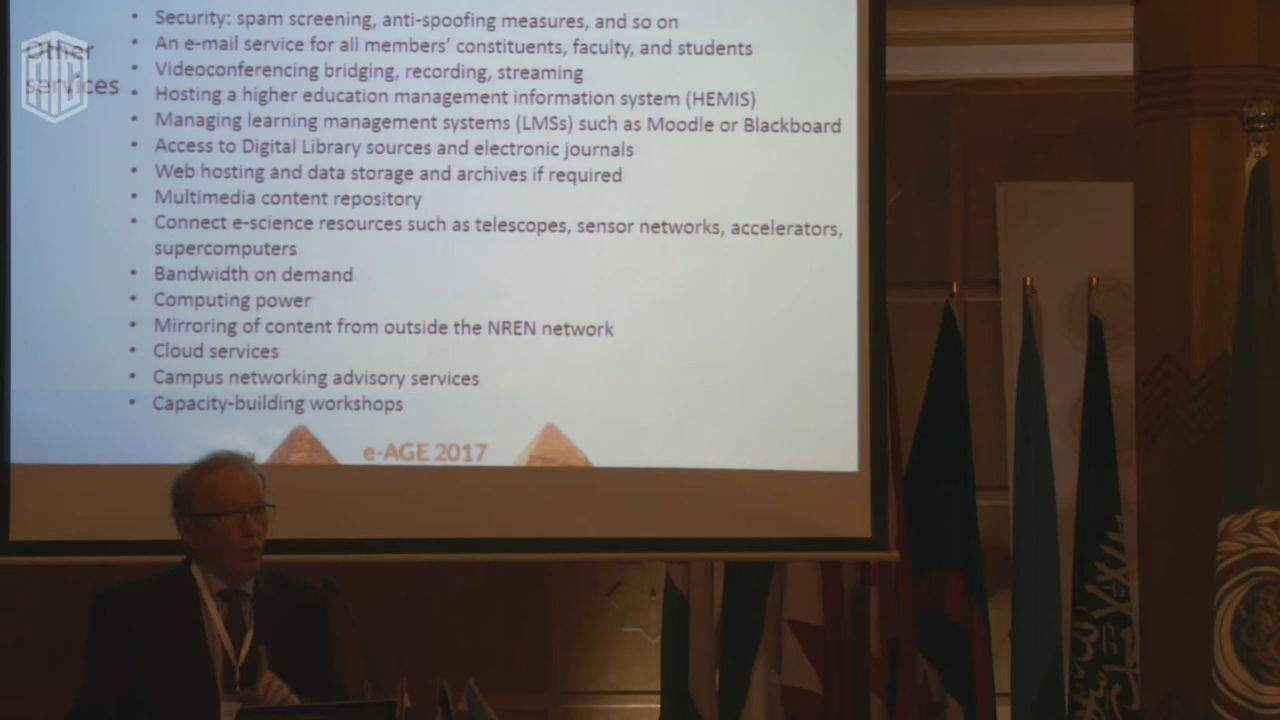 • Security: spam screening, anti-spoofing measures, and so on
Other services
• An e-mail service for all members' constituents, faculty, and students
• Videoconferencing bridging, recording, streaming
• Hosting a higher education management information system (HEMIS)
• Managing learning management systems (LMSs) such as Moodle or Blackboard
• Access to Digital Library sources and electronic journals
• Web hosting and data storage and archives if required
• Multimedia content repository
• Connect e-science resources such as telescopes, sensor networks, accelerators,
supercomputers
• Bandwidth on demand
• Computing power
• Mirroring of content from outside the NREN network
• Cloud services
• Campus networking advisory services
• Capacity-building workshops
e-AGE 2017